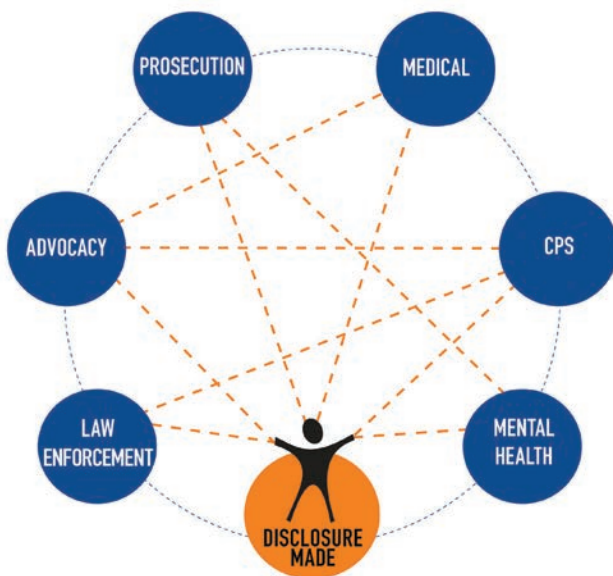 PROSECUTION
MEDICAL
ADVOCACY
CPS
LAW
ENFORCEMENT
MENTAL
HEALTH
DISCLOSURE
MADE